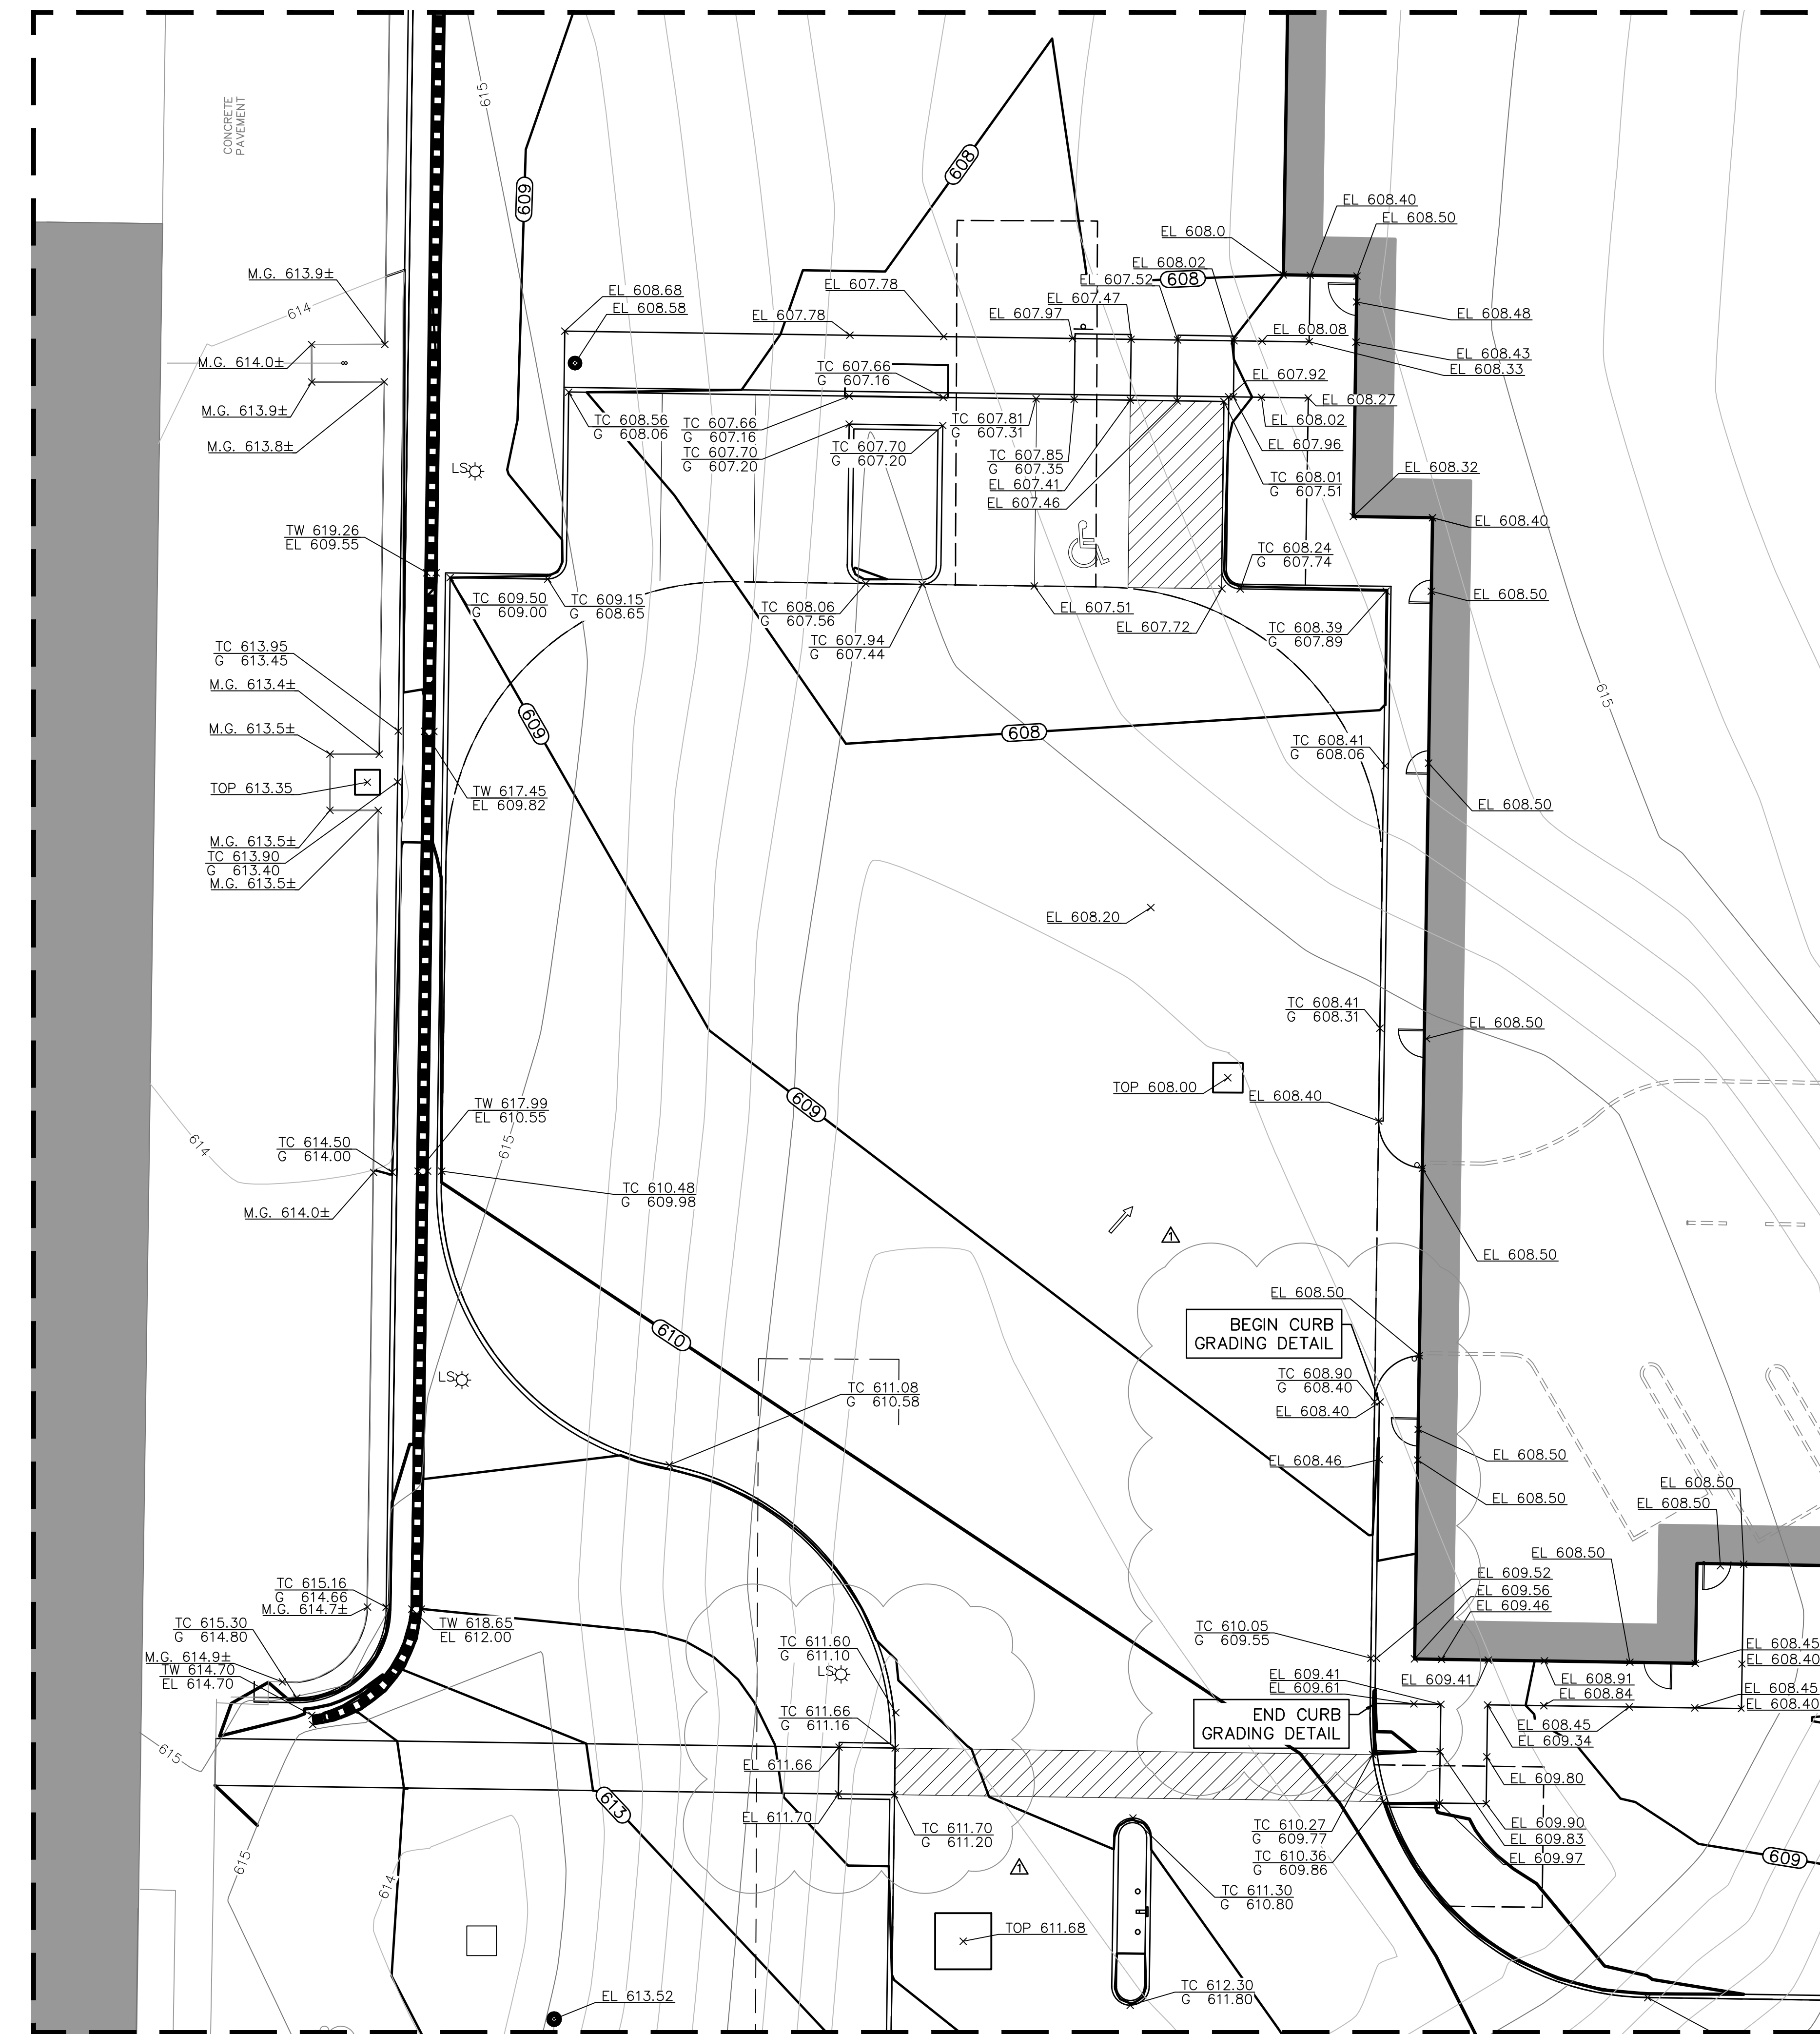 CONCRETE
PAVEMENT
615
609
608
EL 608.40
EL 608.50
EL 608.0
EL 608.02
608
EL 607.52
M.G. 613.9±
614
EL 608.68
EL 608.58
EL 607.78
EL 607.78
EL 607.47
EL 607.97
EL 608.08
EL 608.48
EL 608.43
EL 608.33
M.G. 614.0±
M.G. 613.9±
M.G. 613.8±
TC 607.66
G 607.16
EL 607.92
EL 608.27
EL 608.02
TC 608.56
G 608.06
TC 607.66
G 607.16
TC 607.70
G 607.20
TC 607.70
G 607.20
TC 607.81
G 607.31
EL 607.96
TC 607.85
G 607.35
EL 607.41
EL 607.46
TC 608.01
G 607.51
EL 608.32
LS
EL 608.40
TW 619.26
EL 609.55
TC 608.24
G 607.74
TC 609.50
G 609.00
TC 609.15
G 608.65
TC 608.06
G 607.56
EL 607.51
EL 608.50
TC 607.94
G 607.44
EL 607.72
TC 608.39
G 607.89
TC 613.95
G 613.45
M.G. 613.4±
615
M.G. 613.5±
609
608
TC 608.41
G 608.06
TOP 613.35
TW 617.45
EL 609.82
EL 608.50
M.G. 613.5±
TC 613.90
G 613.40
M.G. 613.5±
EL 608.20
TC 608.41
G 608.31
EL 608.50
TOP 608.00
EL 608.40
609
TW 617.99
EL 610.55
614
TC 614.50
G 614.00
615
TC 610.48
G 609.98
M.G. 614.0±
1
EL 608.50
EL 608.50
BEGIN CURB
GRADING DETAIL
610
LS
TC 611.08
G 610.58
TC 608.90
G 608.40
EL 608.40
EL 608.46
EL 608.50
EL 608.50
EL 608.50
EL 608.50
EL 608.50
EL 609.52
EL 609.56
EL 609.46
TC 615.16
G 614.66
M.G. 614.7±
TC 615.30
G 614.80
TW 618.65
EL 612.00
TC 611.60
G 611.10
LS
TC 610.05
G 609.55
EL 608.45
EL 608.40
M.G. 614.9±
TW 614.70
EL 614.70
EL 609.41
EL 609.61
EL 609.41
EL 608.91
EL 608.84
EL 608.45
EL 608.40
TC 611.66
G 611.16
END CURB
GRADING DETAIL
EL 608.45
EL 609.34
615
EL 611.66
EL 609.80
613
EL 611.70
TC 611.70
G 611.20
TC 610.27
G 609.77
EL 609.90
EL 609.83
EL 609.97
TC 610.36
G 609.86
609
615
614
1
TC 611.30
G 610.80
TOP 611.68
EL 613.52
TC 612.30
G 611.80